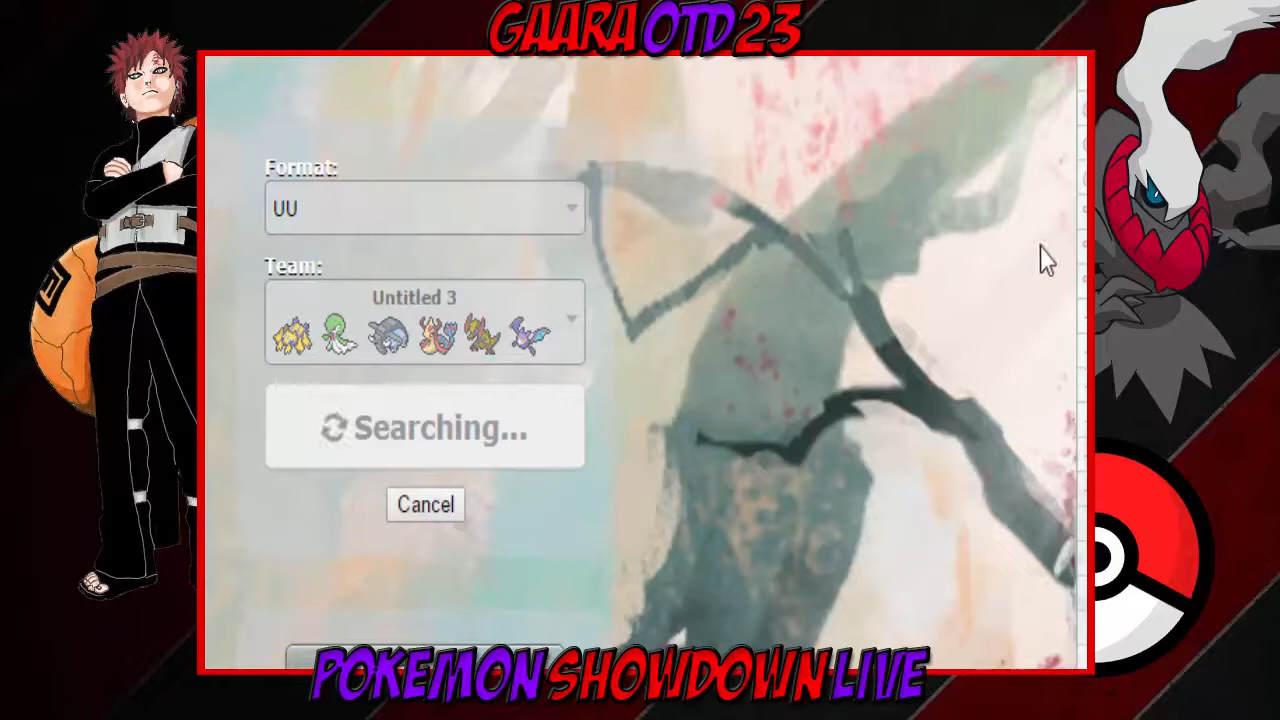 GAARA OTD 23
Format:
UU
Team:
Untitled 3
Searching...
Cancel
POKEMON SHOWDOWN LIVE